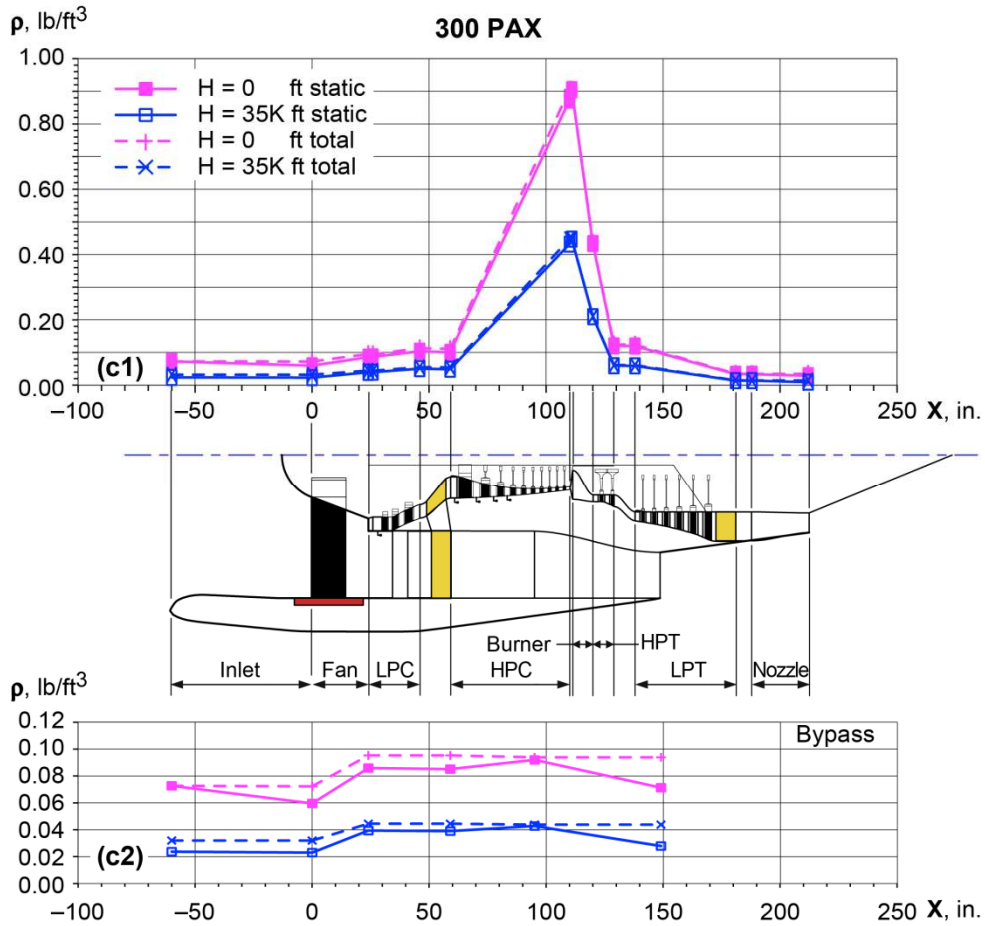 ρ, lb/ft3
300 PAX
1.00
0.80
0.60
0.40
0.20
0.00
H = 0 ft static
H = 35K ft static
H = 0 ft total
H = 35K ft total
(c1)
−100 −50 0 50 100 150 200 250
X, in.
Burner HPT
Inlet Fan LPC HPC LPT Nozzle
ρ, lb/ft3
0.12
0.10
0.08
0.06
0.04
0.02
0.00
Bypass
(c2)
−100 −50 0 50 100 150 200 250
X, in.